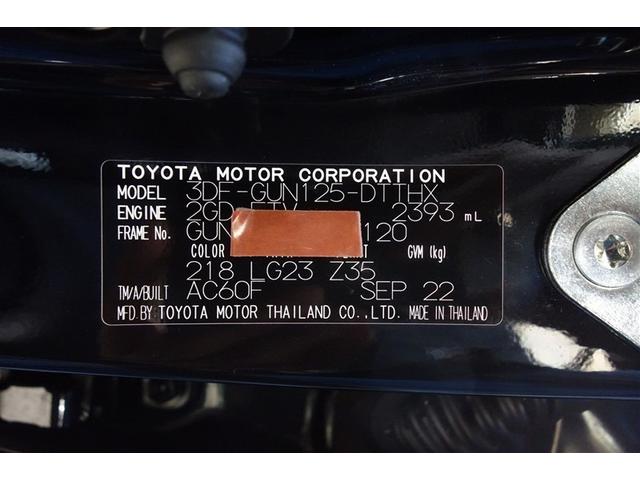 TOYOTA MOTOR CORPORATION
MODEL 3DF-GUN125-DTTHX
ENGINE 2GD- 2393 mL
FRAME No. GUN 120
COLOR GVM (kg)
218 LG23 Z35
TM/A/BUILT AC60F SEP 22
MFD.BY TOYOTA MOTOR THAILAND CO.,LTD. MADE IN THAILAND